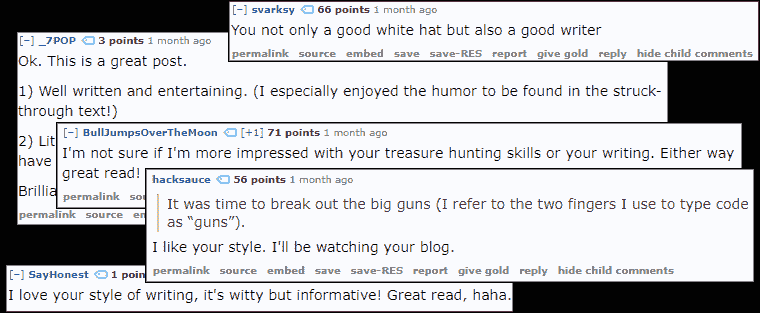 [–] svarksy 66 points 1 month ago
You not only a good white hat but also a good writer
permalink source embed save save-RES report give gold reply hide child comments
[–] _7POP 3 points 1 month ago
Ok. This is a great post.
1) Well written and entertaining. (I especially enjoyed the humor to be found in the struck-
through text!)
2) Lit
have
Brillia
permalink source
[–] BullJumpsOverTheMoon [+1] 71 points 1 month ago
I'm not sure if I'm more impressed with your treasure hunting skills or your writing. Either way
great read!
permalink
hacksauce 56 points 1 month ago
It was time to break out the big guns (I refer to the two fingers I use to type code
as “guns”).
I like your style. I'll be watching your blog.
permalink source embed save save-RES report give gold reply hide child comments
[–] SayHonest 1 poin
I love your style of writing, it's witty but informative! Great read, haha.